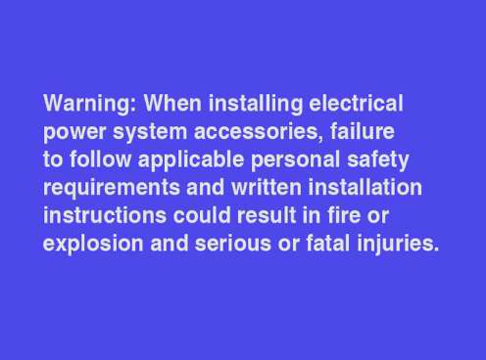 Warning: When installing electrical
power system accessories, failure
to follow applicable personal safety
requirements and written installation
instructions could result in fire or
explosion and serious or fatal injuries.